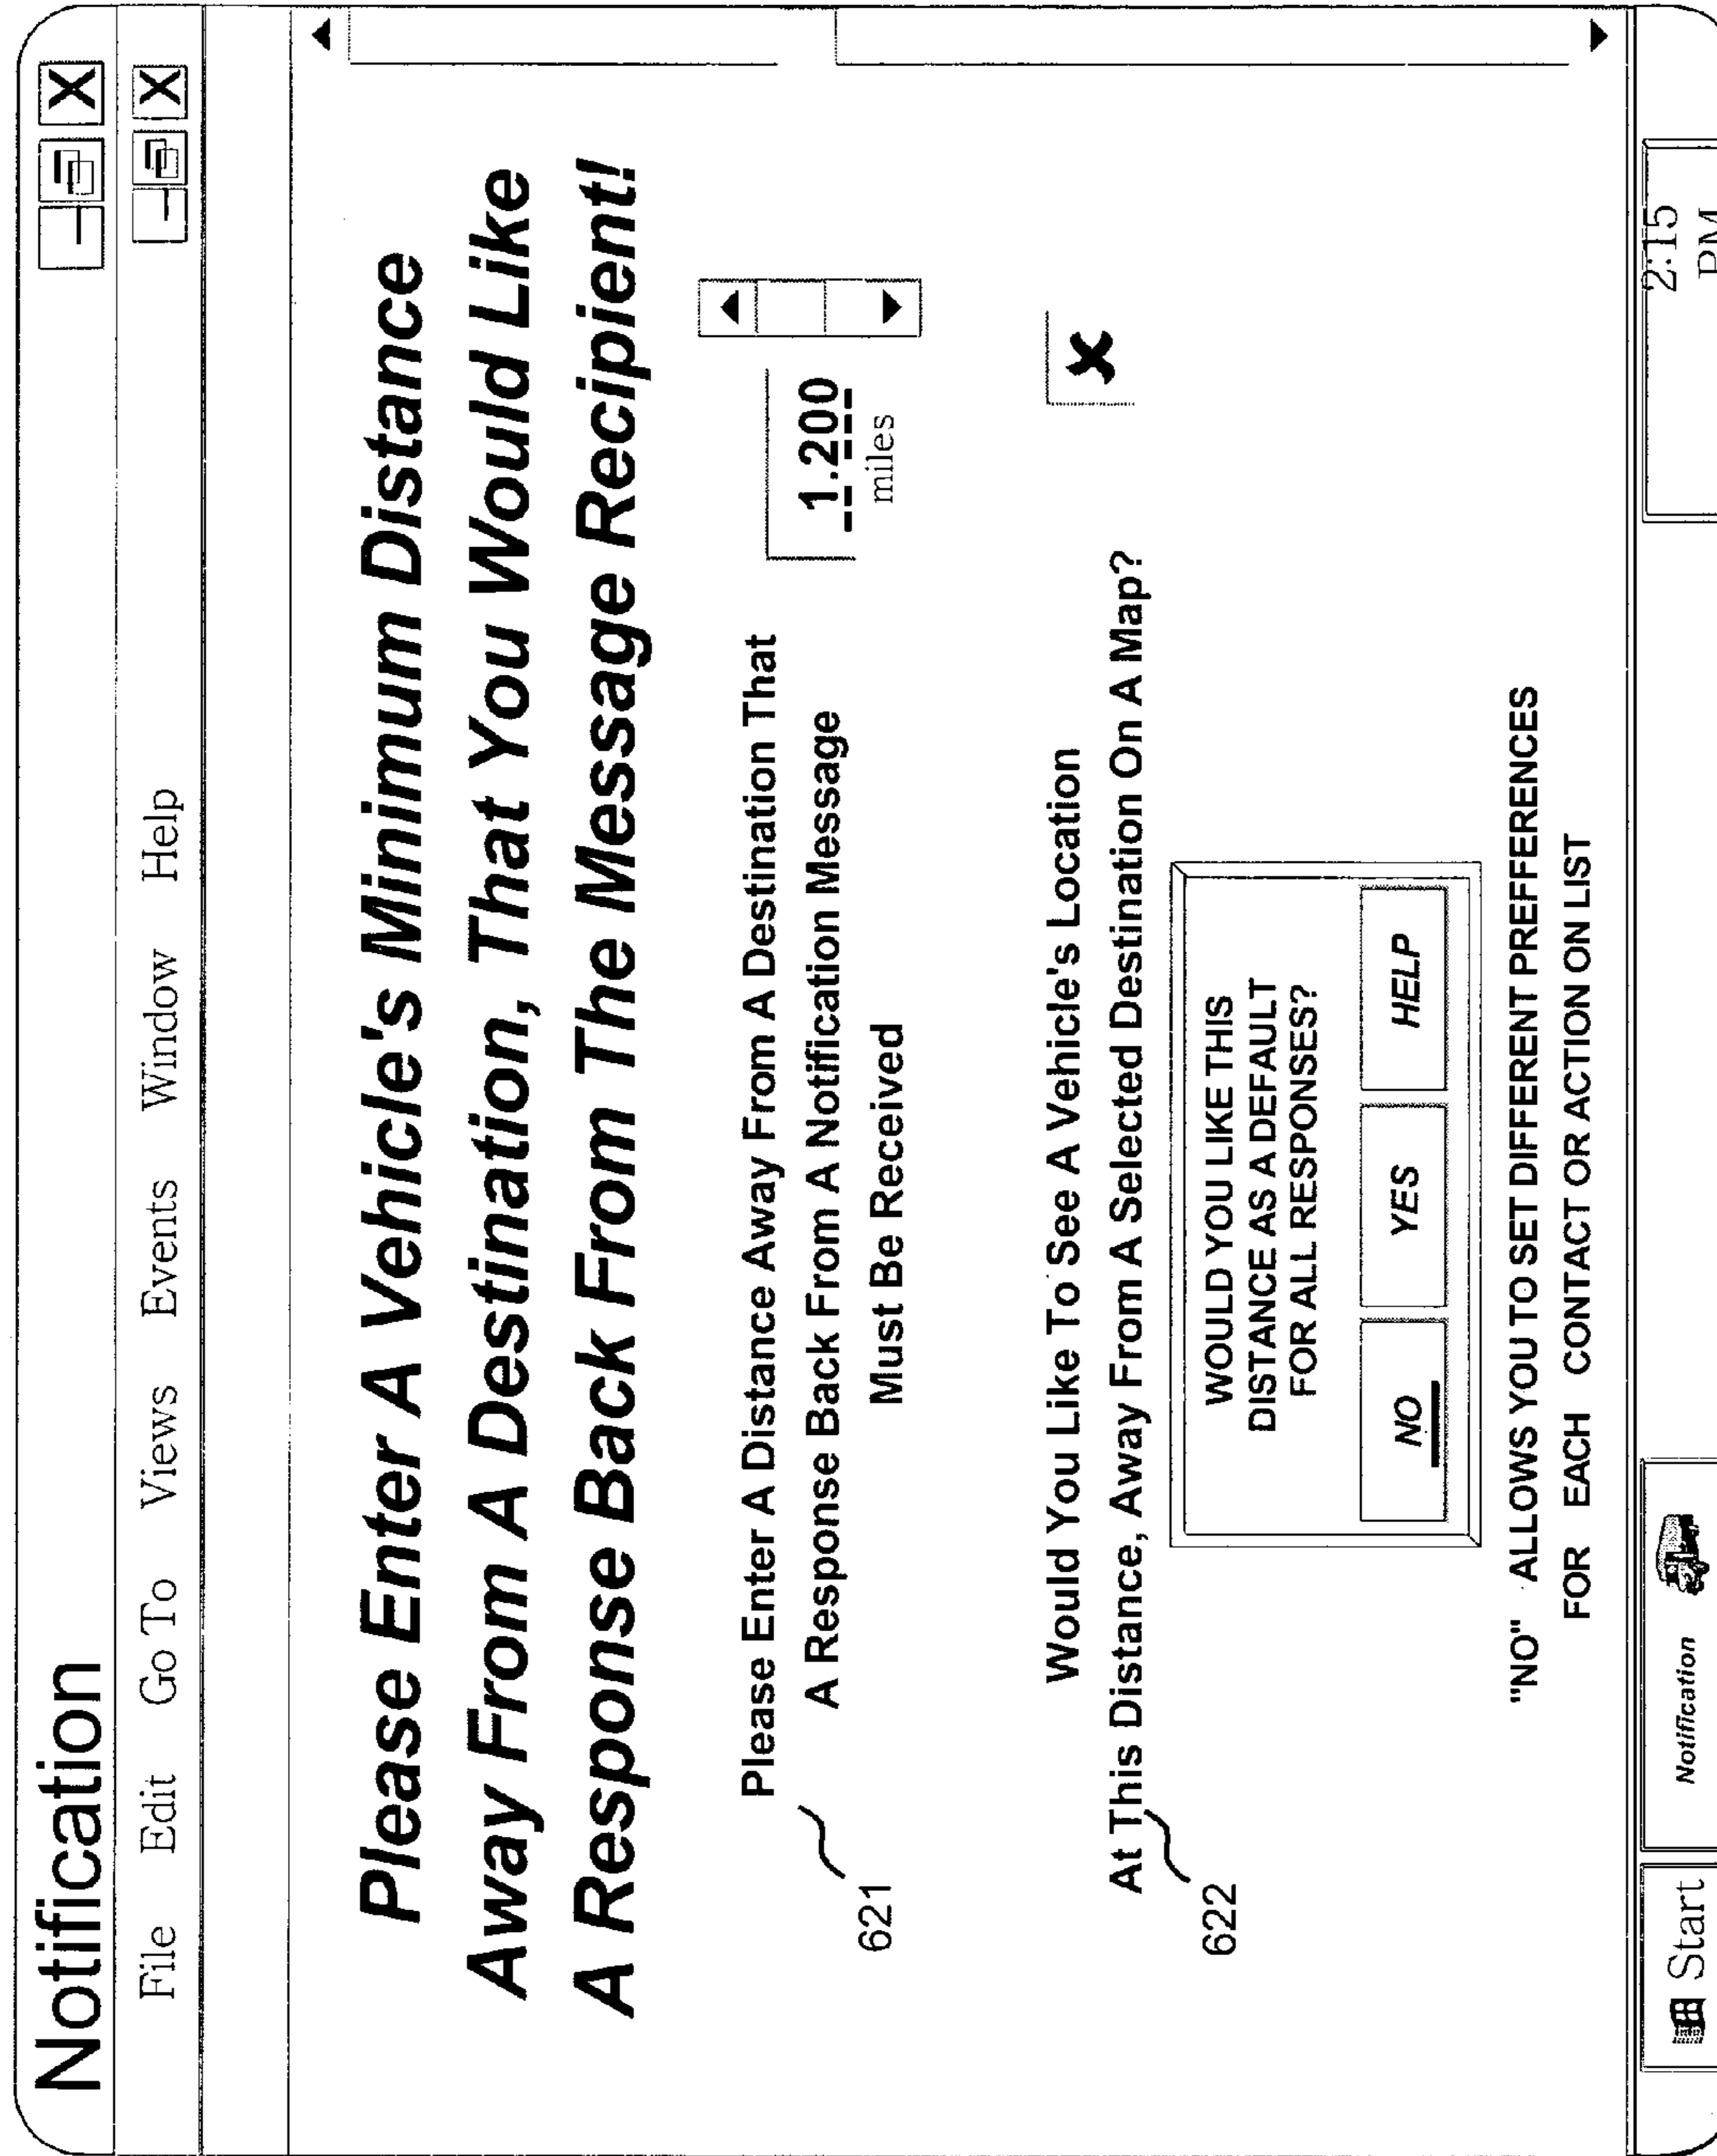 Notification
File Edit Go To Views Events Window Help
Please Enter A Vehicle's Minimum Distance
Away From A Destination, That You Would Like
A Response Back From The Message Recipient!
621
Please Enter A Distance Away From A Destination That
A Response Back From A Notification Message
Must Be Received
1.200
miles
622
Would You Like To See A Vehicle's Location
At This Distance, Away From A Selected Destination On A Map?
WOULD YOU LIKE THIS
DISTANCE AS A DEFAULT
FOR ALL RESPONSES?
NO YES HELP
"NO" ALLOWS YOU TO SET DIFFERENT PREFFERENCES
FOR EACH CONTACT OR ACTION ON LIST
Start Notification 2:15
PM